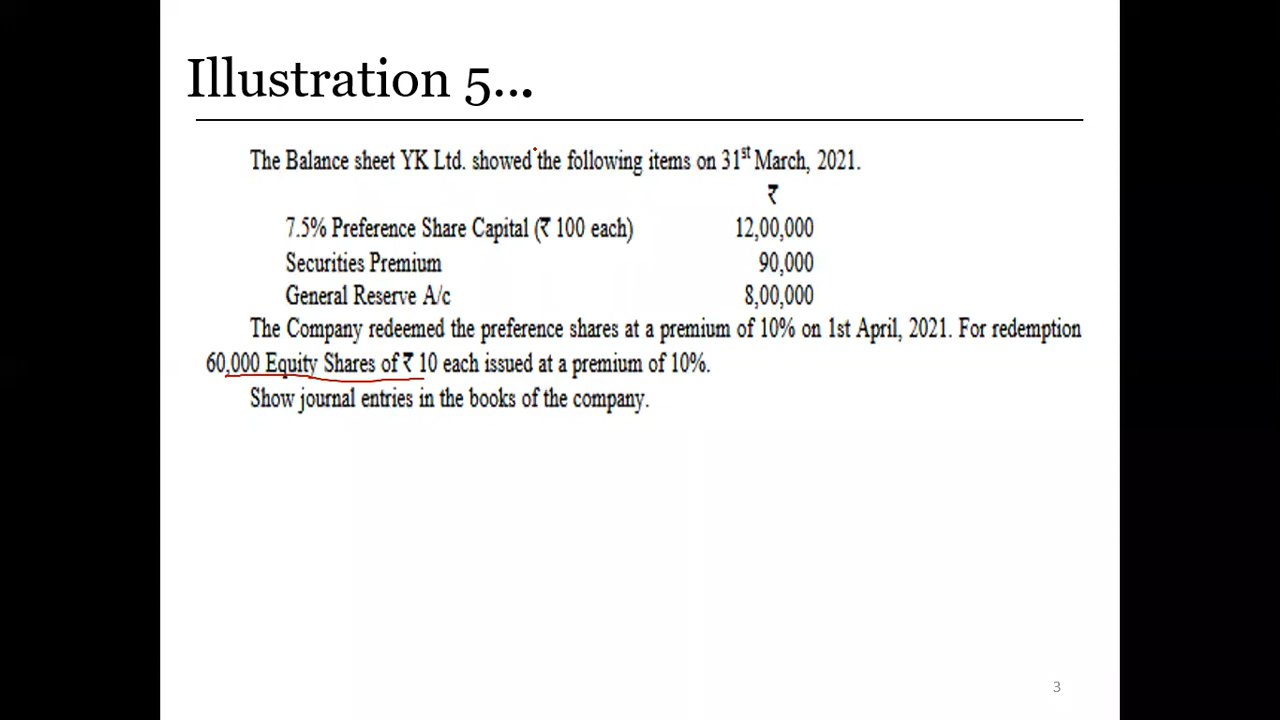 Illustration 5...
The Balance sheet YK Ltd. showed the following items on 31st March, 2021.
₹
7.5% Preference Share Capital (₹ 100 each) 12,00,000
Securities Premium 90,000
General Reserve A/c 8,00,000
The Company redeemed the preference shares at a premium of 10% on 1st April, 2021. For redemption
60,000 Equity Shares of ₹ 10 each issued at a premium of 10%.
Show journal entries in the books of the company.
3